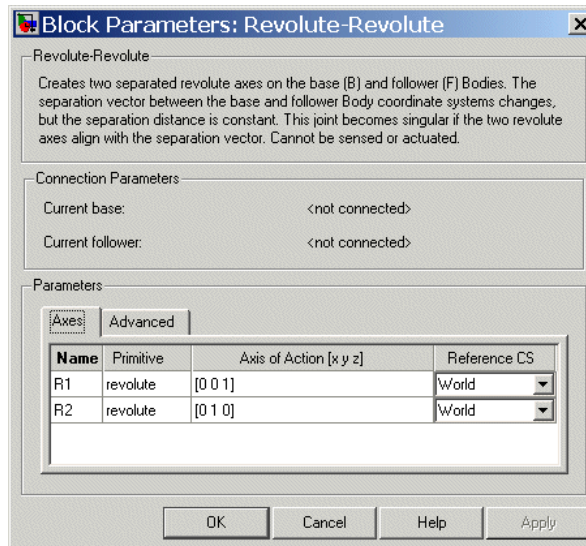 Block Parameters: Revolute-Revolute
Revolute-Revolute
Creates two separated revolute axes on the base (B) and follower (F) Bodies. The
separation vector between the base and follower Body coordinate systems changes,
but the separation distance is constant. This joint becomes singular if the two revolute
axes align with the separation vector. Cannot be sensed or actuated.
Connection Parameters
Current base: <not connected>
Current follower: <not connected>
Parameters
Axes Advanced
Name Primitive Axis of Action [x y z] Reference CS
R1 revolute [0 0 1] World
R2 revolute [0 1 0] World
OK Cancel Help Apply